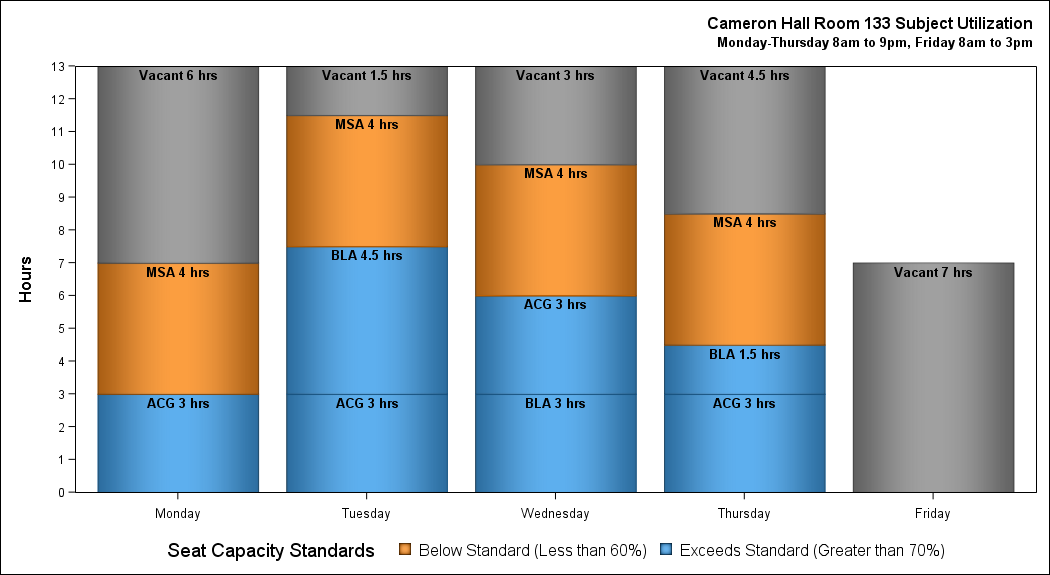 Cameron Hall Room 133 Subject Utilization
Monday-Thursday 8am to 9pm, Friday 8am to 3pm
Hours
13
12
11
10
9
8
7
6
5
4
3
2
1
0
Vacant 6 hrs
MSA 4 hrs
ACG 3 hrs
Vacant 1.5 hrs
MSA 4 hrs
BLA 4.5 hrs
ACG 3 hrs
Vacant 3 hrs
MSA 4 hrs
ACG 3 hrs
BLA 3 hrs
Vacant 4.5 hrs
MSA 4 hrs
BLA 1.5 hrs
ACG 3 hrs
Vacant 7 hrs
Monday Tuesday Wednesday Thursday Friday
Seat Capacity Standards Below Standard (Less than 60%) Exceeds Standard (Greater than 70%)